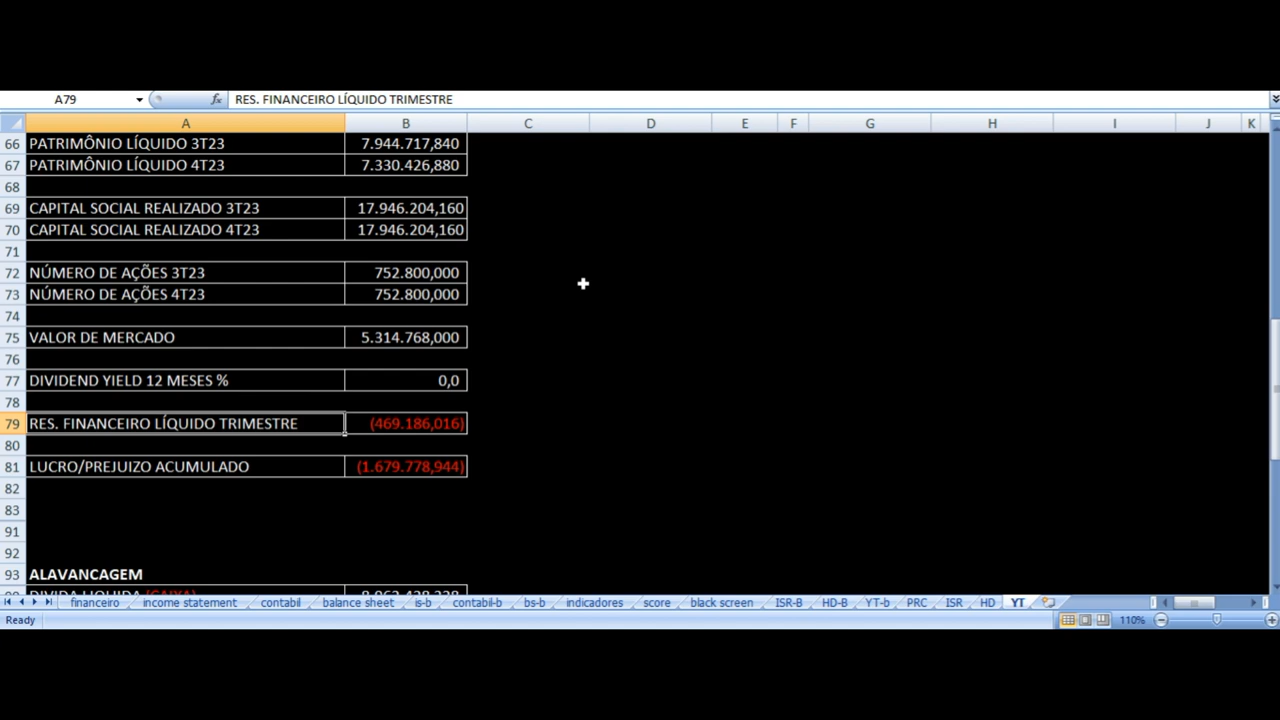 A79 fx RES. FINANCEIRO LÍQUIDO TRIMESTRE
A B C D E F G H I J K
66 PATRIMÔNIO LÍQUIDO 3T23 7.944.717,840
67 PATRIMÔNIO LÍQUIDO 4T23 7.330.426,880
68
69 CAPITAL SOCIAL REALIZADO 3T23 17.946.204,160
70 CAPITAL SOCIAL REALIZADO 4T23 17.946.204,160
71
72 NÚMERO DE AÇÕES 3T23 752.800,000
73 NÚMERO DE AÇÕES 4T23 752.800,000
74
75 VALOR DE MERCADO 5.314.768,000
76
77 DIVIDEND YIELD 12 MESES % 0,0
78
79 RES. FINANCEIRO LÍQUIDO TRIMESTRE (469.186,016)
80
81 LUCRO/PREJUIZO ACUMULADO (1.679.778,944)
82
83
91
92
93 ALAVANCAGEM
financeiro income statement contabil balance sheet is-b contabil-b bs-b indicadores score black screen ISR-B HD-B YT-b PRC ISR HD YT
Ready 110%